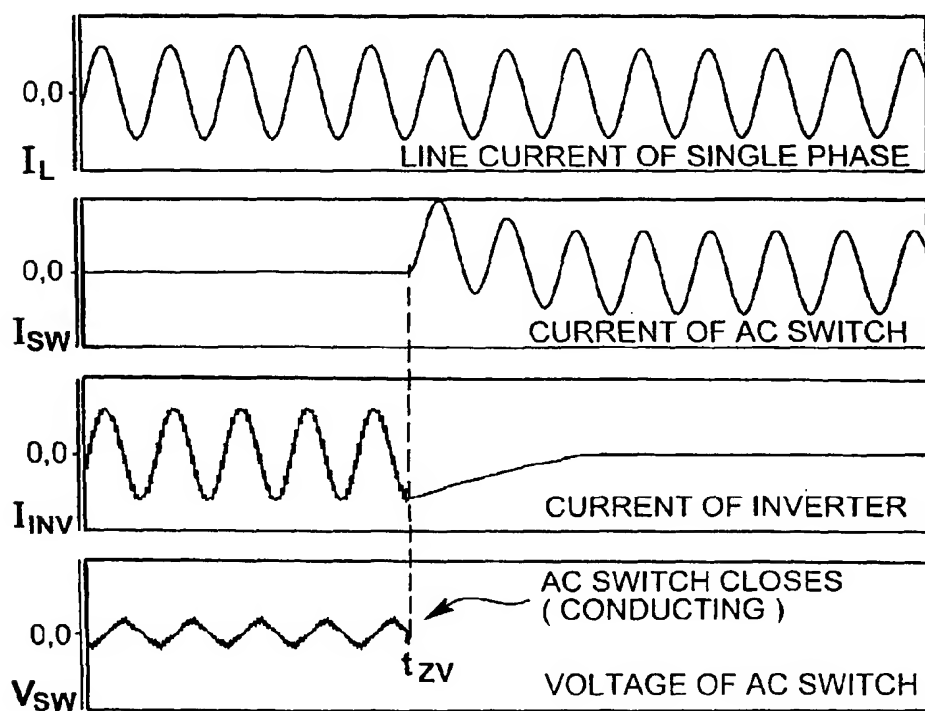 0,0
I_L
LINE CURRENT OF SINGLE PHASE
0,0
I_SW
CURRENT OF AC SWITCH
0,0
I_INV
CURRENT OF INVERTER
AC SWITCH CLOSES
( CONDUCTING )
0,0
t_ZV
V_SW
VOLTAGE OF AC SWITCH